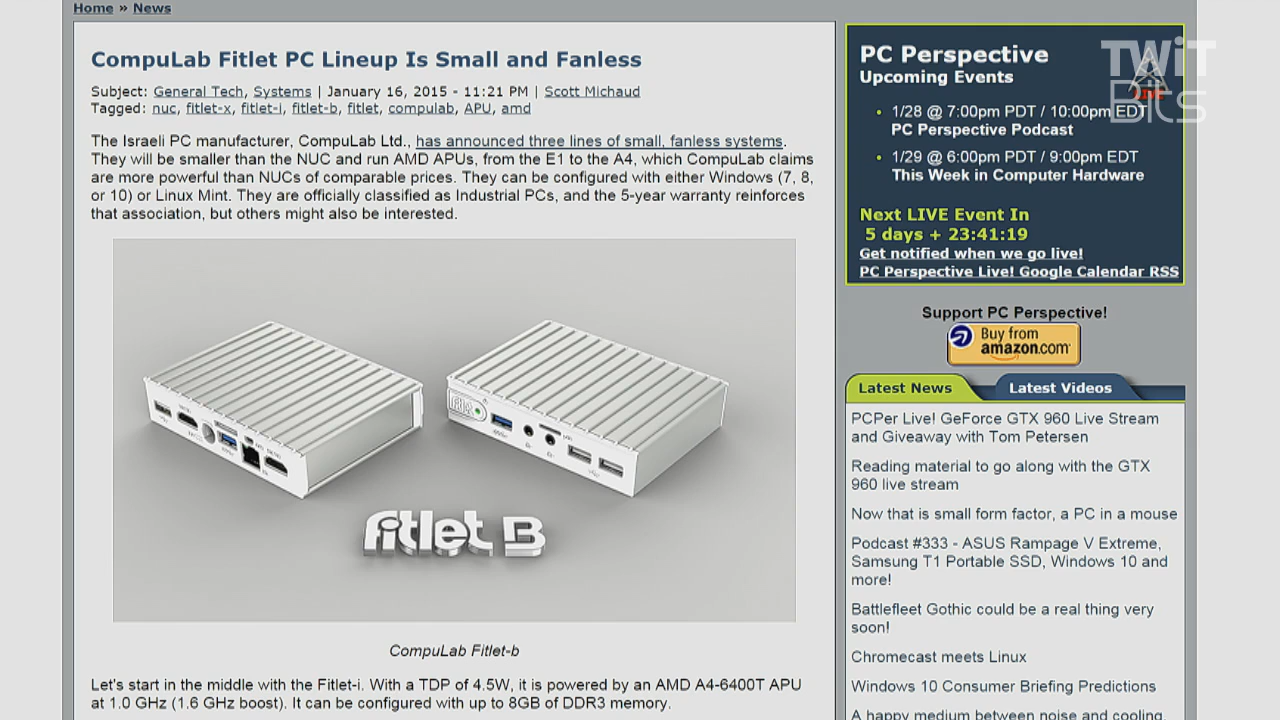 Home » News
CompuLab Fitlet PC Lineup Is Small and Fanless
Subject: General Tech, Systems | January 16, 2015 - 11:21 PM | Scott Michaud
Tagged: nuc, fitlet-x, fitlet-i, fitlet-b, fitlet, compulab, APU, amd
The Israeli PC manufacturer, CompuLab Ltd., has announced three lines of small, fanless systems.
They will be smaller than the NUC and run AMD APUs, from the E1 to the A4, which CompuLab claims
are more powerful than NUCs of comparable prices. They can be configured with either Windows (7, 8,
or 10) or Linux Mint. They are officially classified as Industrial PCs, and the 5-year warranty reinforces
that association, but others might also be interested.
fitlet B
CompuLab Fitlet-b
Let's start in the middle with the Fitlet-i. With a TDP of 4.5W, it is powered by an AMD A4-6400T APU
at 1.0 GHz (1.6 GHz boost). It can be configured with up to 8GB of DDR3 memory.
PC Perspective
Upcoming Events
TWiT
Bits
LIVE
• 1/28 @ 7:00pm PDT / 10:00pm EDT
PC Perspective Podcast
• 1/29 @ 6:00pm PDT / 9:00pm EDT
This Week in Computer Hardware
Next LIVE Event In
5 days + 23:41:19
Get notified when we go live!
PC Perspective Live! Google Calendar RSS
Support PC Perspective!
Buy from
amazon.com
Latest News
Latest Videos
PCPer Live! GeForce GTX 960 Live Stream
and Giveaway with Tom Petersen
Reading material to go along with the GTX
960 live stream
Now that is small form factor, a PC in a mouse
Podcast #333 - ASUS Rampage V Extreme,
Samsung T1 Portable SSD, Windows 10 and
more!
Battlefleet Gothic could be a real thing very
soon!
Chromecast meets Linux
Windows 10 Consumer Briefing Predictions
A happy medium between noise and cooling,